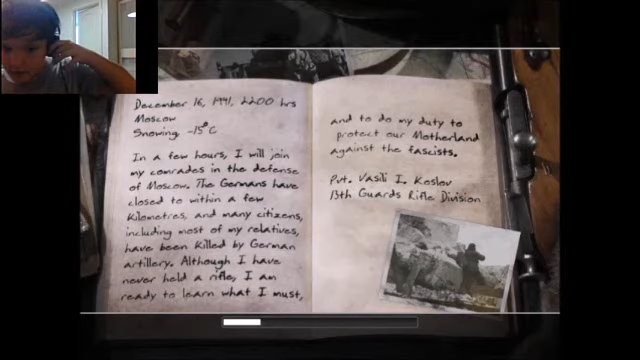 December 16, 1941, 2200 hrs
Moscow
Snowing, -15°C
In a few hours, I will join
my comrades in the defense
of Moscow. The Germans have
closed to within a few
kilometres, and many citizens,
including most of my relatives,
have been killed by German
artillery. Although I have
never held a rifle, I am
ready to learn what I must,
and to do my duty to
protect our Motherland
against the fascists.
Pvt. Vasili I. Koslov
13th Guards Rifle Division